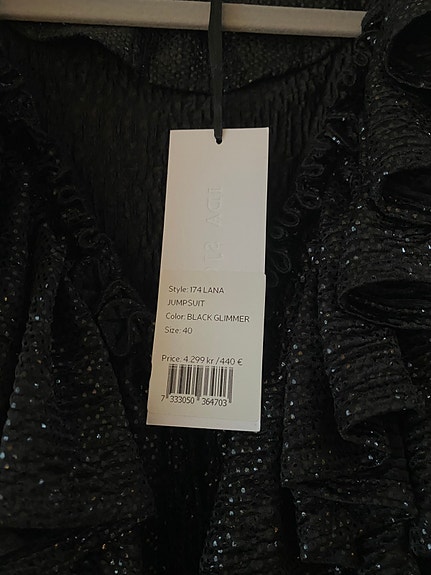 Style: 174 LANA
JUMPSUIT
Color: BLACK GLIMMER
Size: 40
Price: 4 299 kr /440 €
7 333050 364703